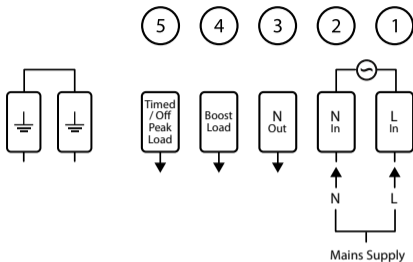 5 4 3 2 1
Timed
/ Off
Peak
Load
Boost
Load
N
Out
N
In
L
In
N L
Mains Supply